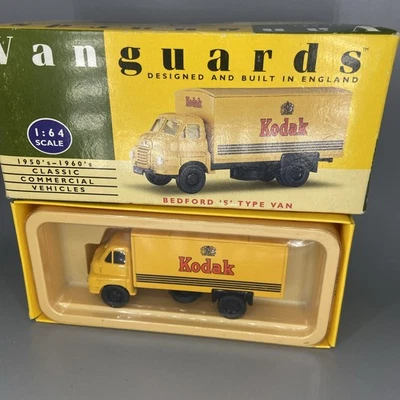 Vanguards™
DESIGNED AND BUILT IN ENGLAND
1:64
SCALE
1950's-1960's
CLASSIC
COMMERCIAL
VEHICLES
Kodak
Kodak
BEDFORD 'S' TYPE VAN
Kodak